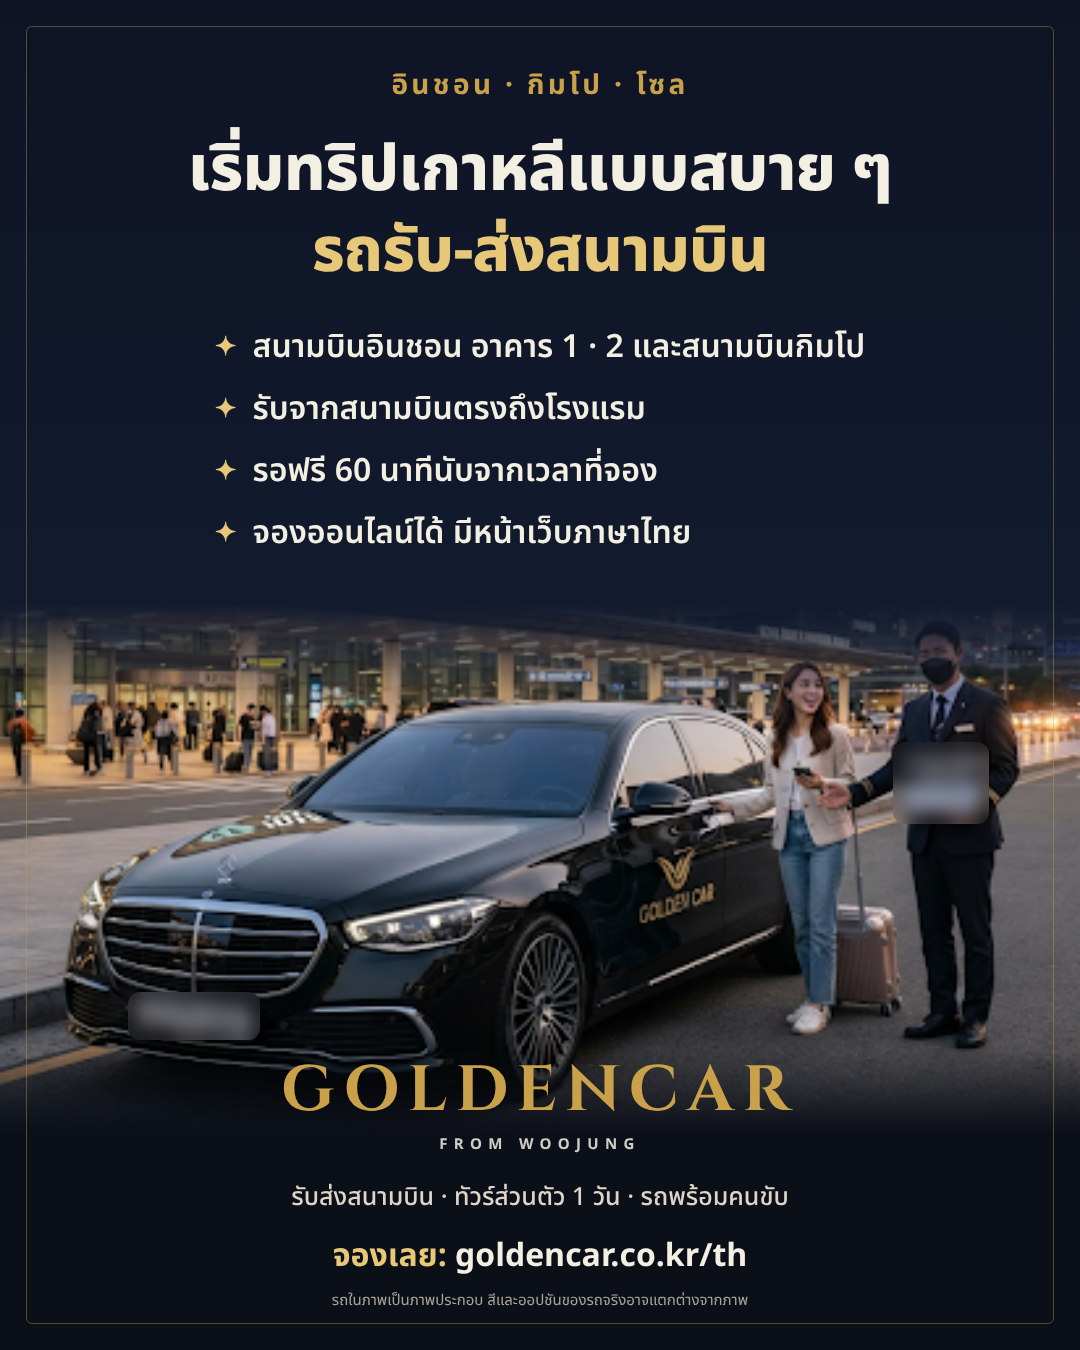 อินชอน · กิมโป · โซล
เริ่มทริปเกาหลีแบบสบาย ๆ
รถรับ-ส่งสนามบิน
✦ สนามบินอินชอน อาคาร 1 · 2 และสนามบินกิมโป
✦ รับจากสนามบินตรงถึงโรงแรม
✦ รอฟรี 60 นาทีนับจากเวลาที่จอง
✦ จองออนไลน์ได้ มีหน้าเว็บภาษาไทย
GOLDEN CAR
GOLDENCAR
FROM WOOJUNG
รับส่งสนามบิน · ทัวร์ส่วนตัว 1 วัน · รถพร้อมคนขับ
จองเลย: goldencar.co.kr/th
รถในภาพเป็นภาพประกอบ สีและออปชันของรถจริงอาจแตกต่างจากภาพ